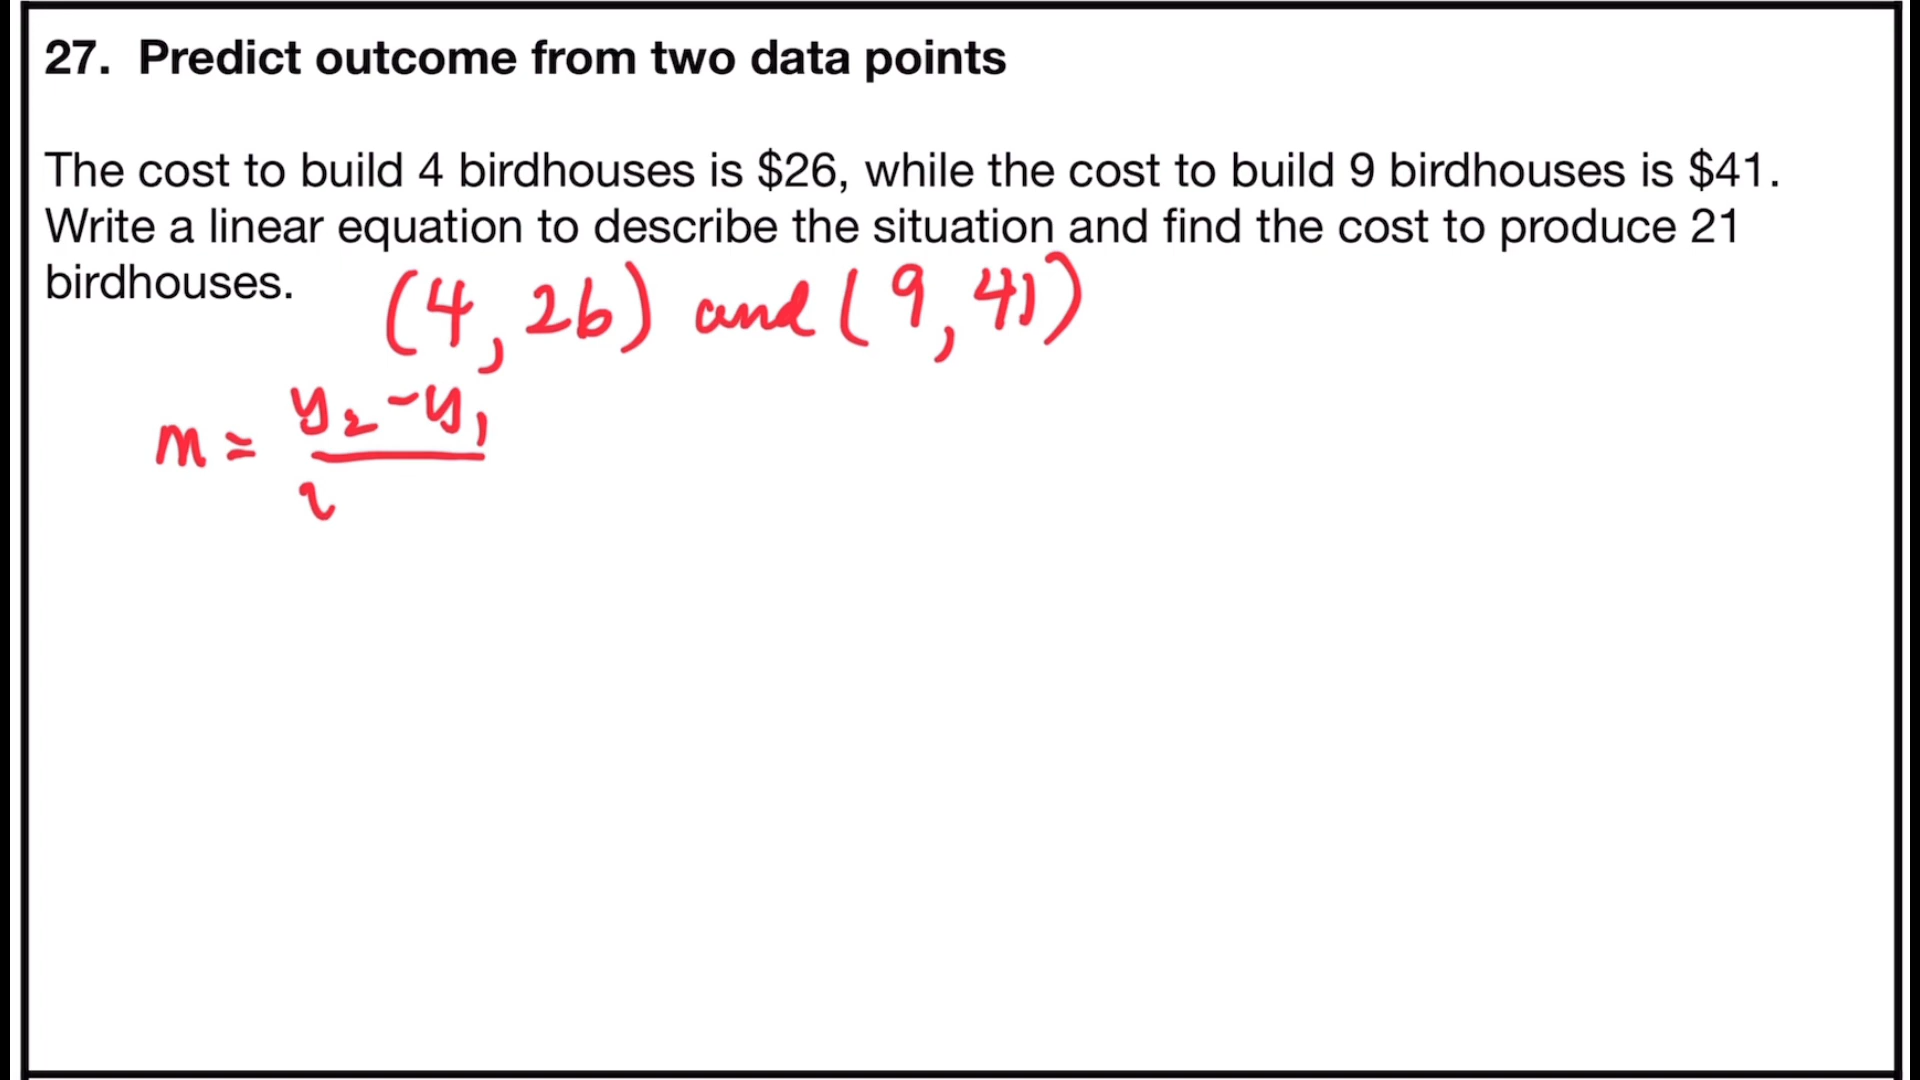 27. Predict outcome from two data points
The cost to build 4 birdhouses is $26, while the cost to build 9 birdhouses is $41.
Write a linear equation to describe the situation and find the cost to produce 21
birdhouses. (4, 26) and (9, 41)
m = y₂ - y₁